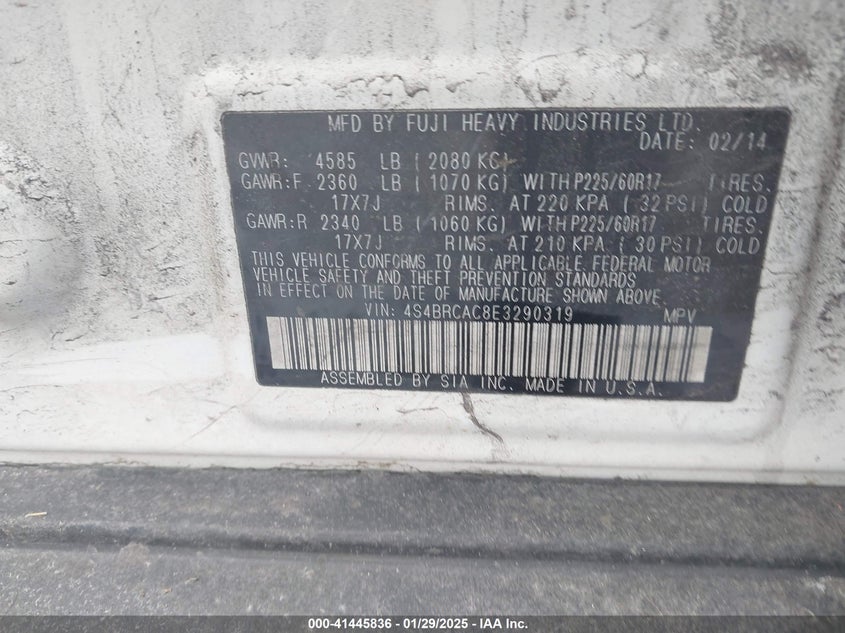 MFD BY FUJI HEAVY INDUSTRIES LTD.
DATE: 02/14
GVWR: 4585 LB (2080 KG)
GAWR:F 2360 LB (1070 KG) WITH P225/60R17 TIRES.
17X7J RIMS. AT 220 KPA (32 PSI) COLD
GAWR:R 2340 LB (1060 KG) WITH P225/60R17 TIRES.
17X7J RIMS. AT 210 KPA (30 PSI) COLD
THIS VEHICLE CONFORMS TO ALL APPLICABLE FEDERAL MOTOR
VEHICLE SAFETY AND THEFT PREVENTION STANDARDS
IN EFFECT ON THE DATE OF MANUFACTURE SHOWN ABOVE.
VIN: 4S4BRCAC8E3290319 MPV
ASSEMBLED BY SIA INC. MADE IN U.S.A.
000-41445836 - 01/29/2025 - IAA Inc.